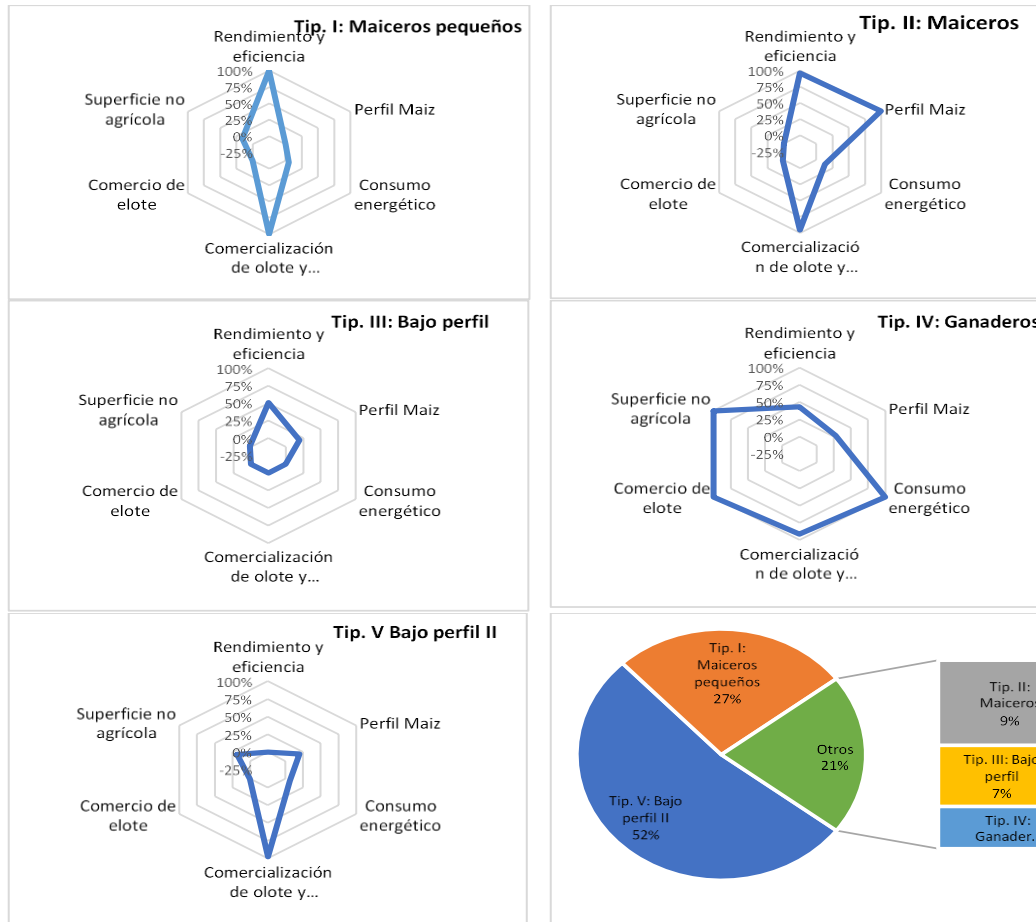 Tip. I: Maiceros pequeños
Rendimiento y
eficiencia
100%
75%
50%
25%
0%
-25%
Perfil Maiz
Consumo
energético
Comercialización
de olote y...
Comercio de
elote
Superficie no
agrícola
Tip. II: Maiceros
Rendimiento y
eficiencia
100%
75%
50%
25%
0%
-25%
Perfil Maiz
Consumo
energético
Comercializació
n de olote y...
Comercio de
elote
Superficie no
agrícola
Tip. III: Bajo perfil
Rendimiento y
eficiencia
100%
75%
50%
25%
0%
-25%
Perfil Maiz
Consumo
energético
Comercialización
de olote y...
Comercio de
elote
Superficie no
agrícola
Tip. IV: Ganaderos
Rendimiento y
eficiencia
100%
75%
50%
25%
0%
-25%
Perfil Maiz
Consumo
energético
Comercializació
n de olote y...
Comercio de
elote
Superficie no
agrícola
Tip. V Bajo perfil II
Rendimiento y
eficiencia
100%
75%
50%
25%
0%
-25%
Perfil Maiz
Consumo
energético
Comercialización
de olote y...
Comercio de
elote
Superficie no
agrícola
Tip. I:
Maiceros
pequeños
27%
Otros
21%
Tip. V: Bajo
perfil II
52%
Tip. II:
Maiceros
9%
Tip. III: Bajo
perfil
7%
Tip. IV:
Ganader..